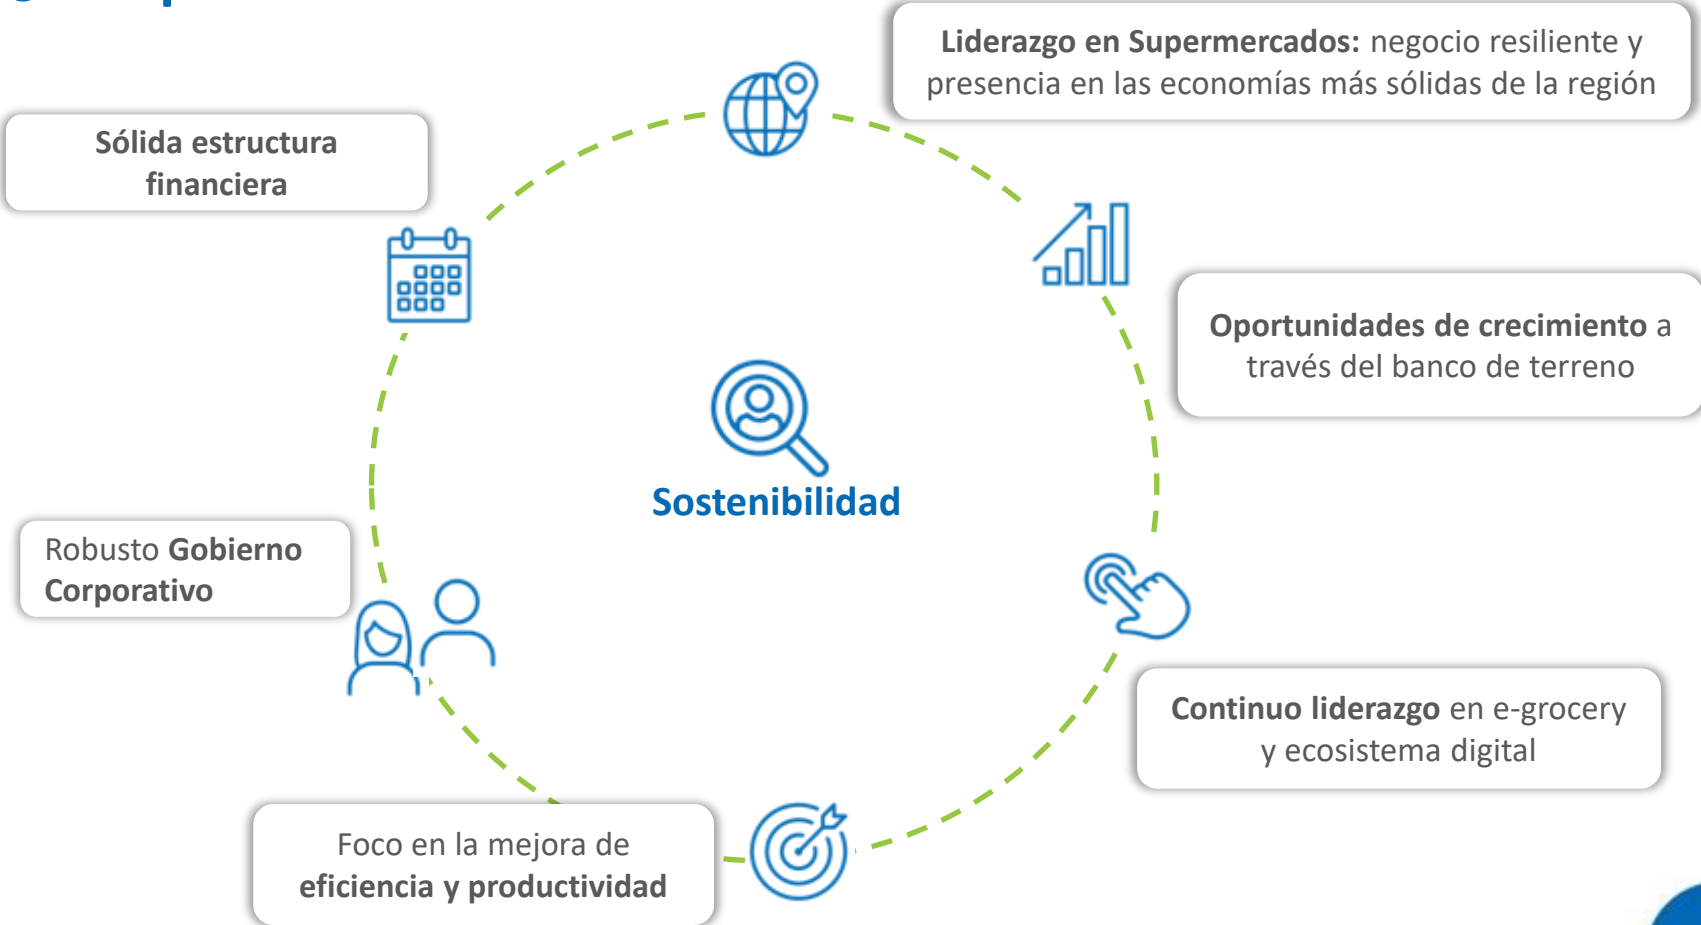 Liderazgo en Supermercados: negocio resiliente y
presencia en las economías más sólidas de la región
Sólida estructura
financiera
Oportunidades de crecimiento a
través del banco de terreno
Sostenibilidad
Robusto Gobierno
Corporativo
Continuo liderazgo en e-grocery
y ecosistema digital
Foco en la mejora de
eficiencia y productividad